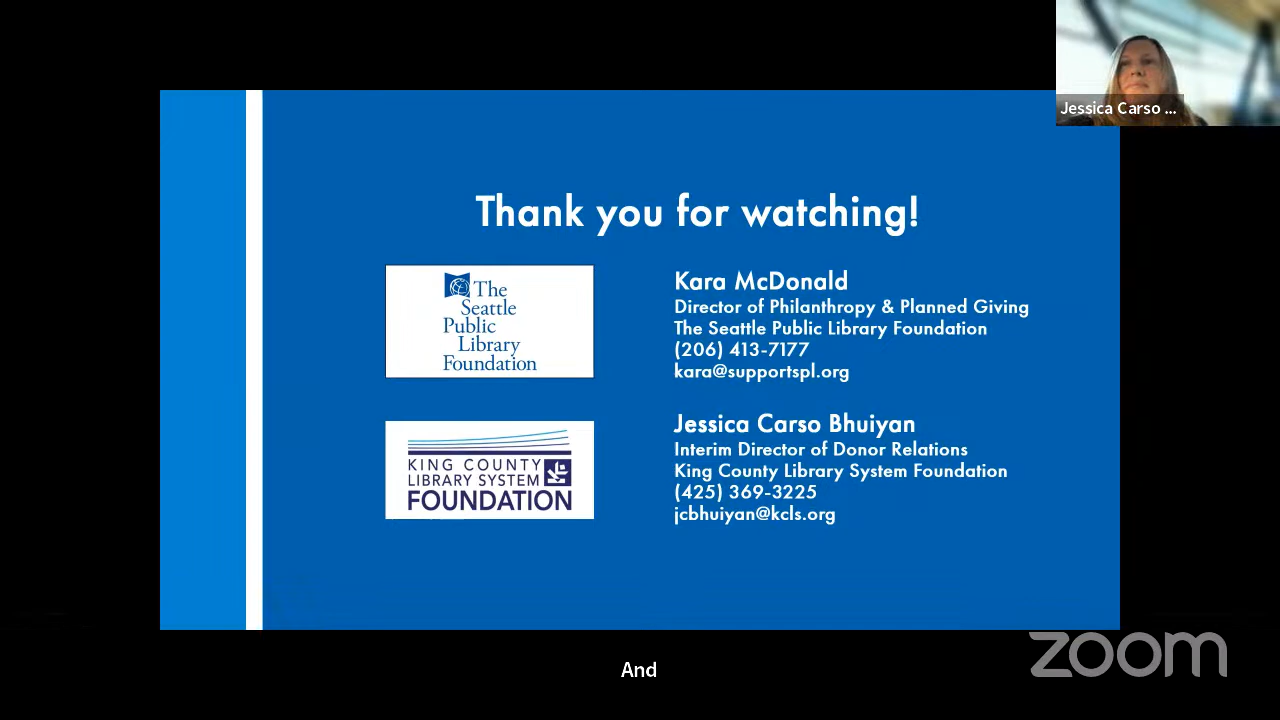 Jessica Carso ...
Thank you for watching!
The
Seattle
Public
Library
Foundation
Kara McDonald
Director of Philanthropy & Planned Giving
The Seattle Public Library Foundation
(206) 413-7177
kara@supportspl.org
KING COUNTY
LIBRARY SYSTEM
FOUNDATION
Jessica Carso Bhuiyan
Interim Director of Donor Relations
King County Library System Foundation
(425) 369-3225
jcbhuiyan@kcls.org
zoom
And